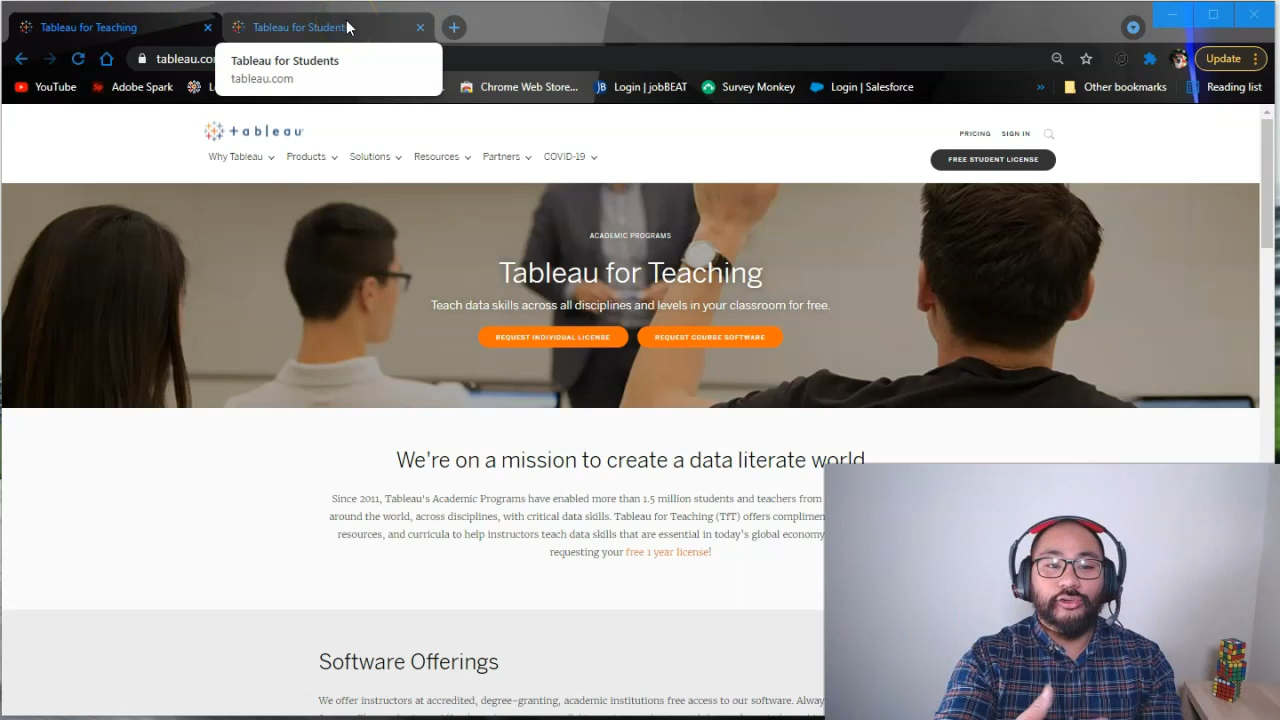 Tableau for Teaching
Tableau for Student
Update
tableau.co
Tableau for Students
tableau.com
YouTube
Adobe Spark
Chrome Web Store...
Login | jobBEAT
Survey Monkey
Login | Salesforce
»
Other bookmarks
Reading list
+ableau
PRICING
SIGN IN
Why Tableau
Products
Solutions
Resources
Partners
COVID-19
FREE STUDENT LICENSE
ACADEMIC PROGRAMS
Tableau for Teaching
Teach data skills across all disciplines and levels in your classroom for free.
REQUEST INDIVIDUAL LICENSE
REQUEST COURSE SOFTWARE
We're on a mission to create a data literate world
Since 2011, Tableau's Academic Programs have enabled more than 1.5 million students and teachers from
around the world, across disciplines, with critical data skills. Tableau for Teaching (TfT) offers complim
resources, and curricula to help instructors teach data skills that are essential in today's global economy
requesting your free 1 year license!
Software Offerings
We offer instructors at accredited, degree-granting, academic institutions free access to our software. Alway